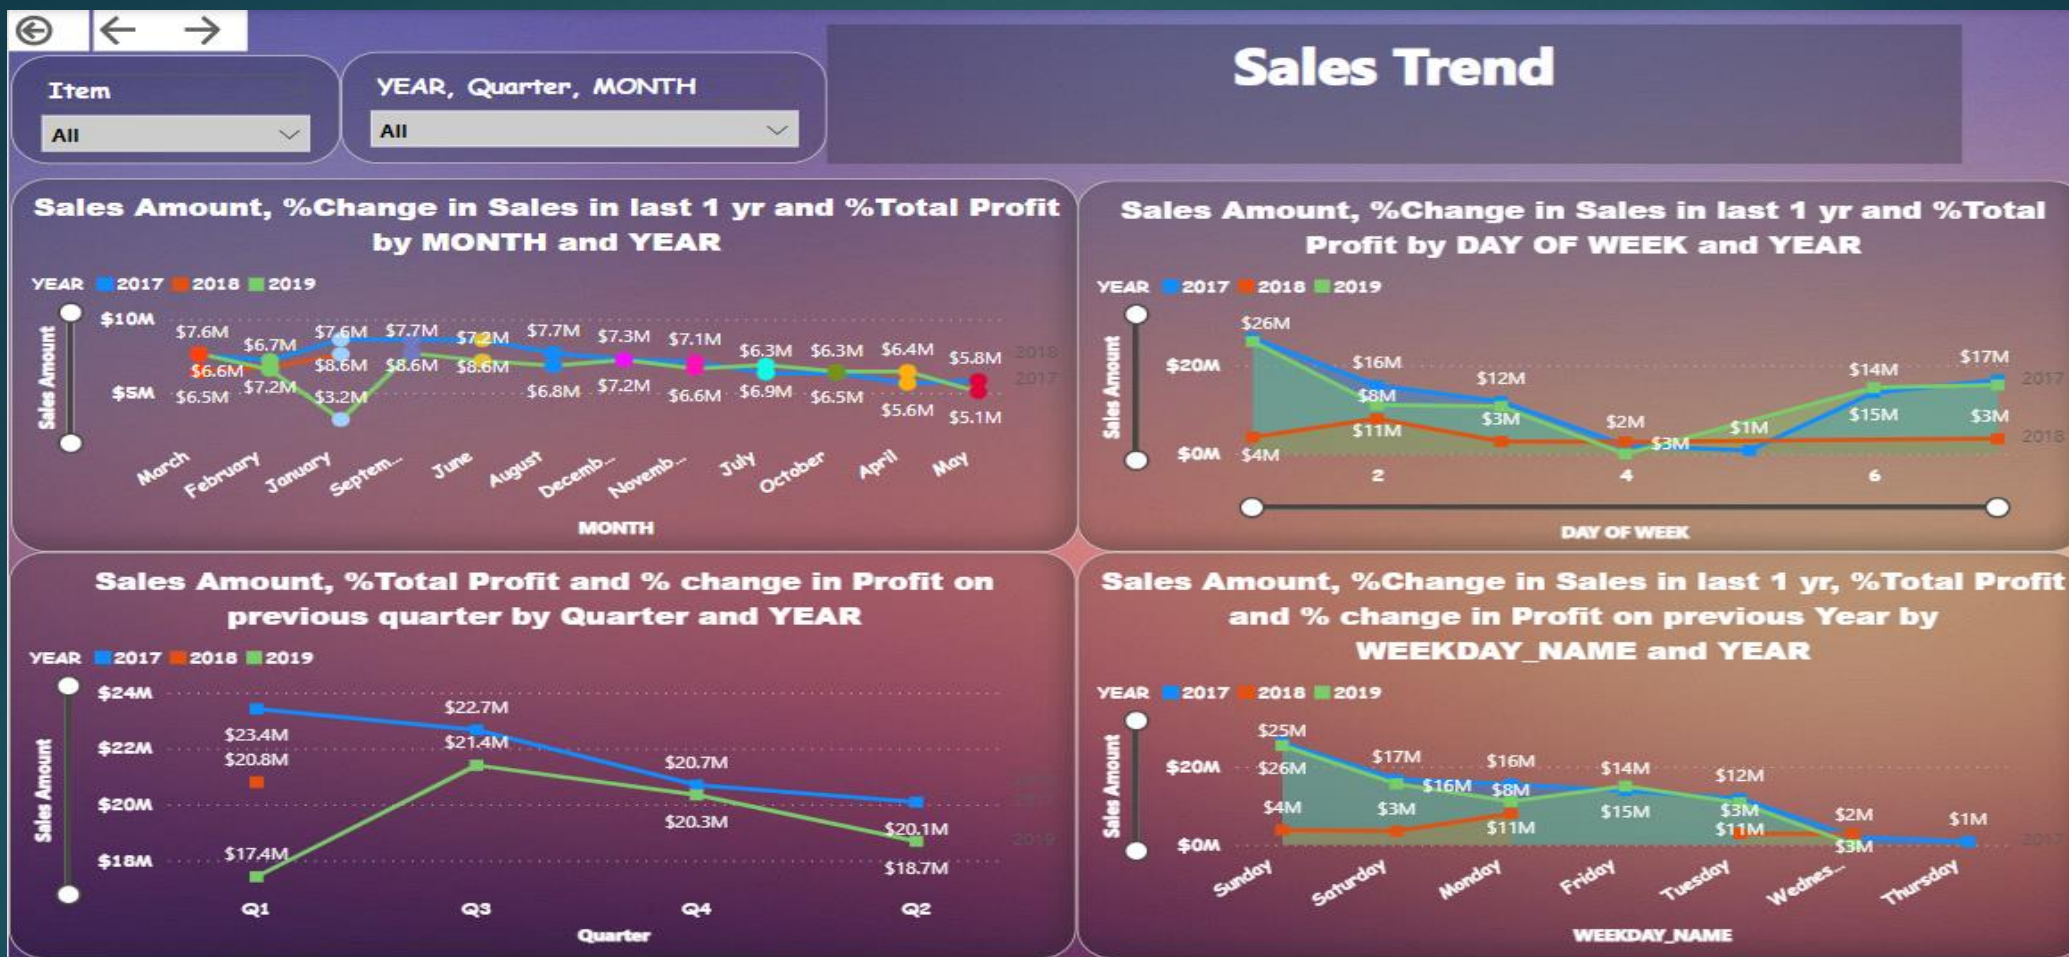 Sales Trend
Item
All
YEAR, Quarter, MONTH
All
Sales Amount, %Change in Sales in last 1 yr and %Total Profit
by MONTH and YEAR
YEAR 2017 2018 2019
Sales Amount
$10M
$5M
$7.6M $6.7M $7.6M $7.7M $7.2M $7.7M $7.3M $7.1M $6.3M $6.3M $6.4M $5.8M 2018
$6.6M $8.6M $8.6M $8.6M 2017
$6.5M $7.2M $3.2M $6.8M $7.2M $6.6M $6.9M $6.5M $5.6M $5.1M
March February January Septem... June August Decemb... Novemb... July October April May
MONTH
Sales Amount, %Change in Sales in last 1 yr and %Total
Profit by DAY OF WEEK and YEAR
YEAR 2017 2018 2019
Sales Amount
$20M
$0M
$26M $16M $12M $14M $17M
$8M $3M $2M $1M $15M $3M 2017
$4M $11M $3M 2018
2 4 6
DAY OF WEEK
Sales Amount, %Total Profit and % change in Profit on
previous quarter by Quarter and YEAR
YEAR 2017 2018 2019
Sales Amount
$24M
$22M
$20M
$18M
$23.4M $22.7M $20.7M
$20.8M $21.4M
$17.4M $20.3M $20.1M 2019
$18.7M
Q1 Q3 Q4 Q2
Quarter
Sales Amount, %Change in Sales in last 1 yr, %Total Profit
and % change in Profit on previous Year by
WEEKDAY_NAME and YEAR
YEAR 2017 2018 2019
Sales Amount
$20M
$0M
$25M $17M $16M $14M $12M
$26M $16M $8M $15M $3M $2M $1M
$4M $3M $11M $11M $3M 2017
Sunday Saturday Monday Friday Tuesday Wednes... Thursday
WEEKDAY_NAME